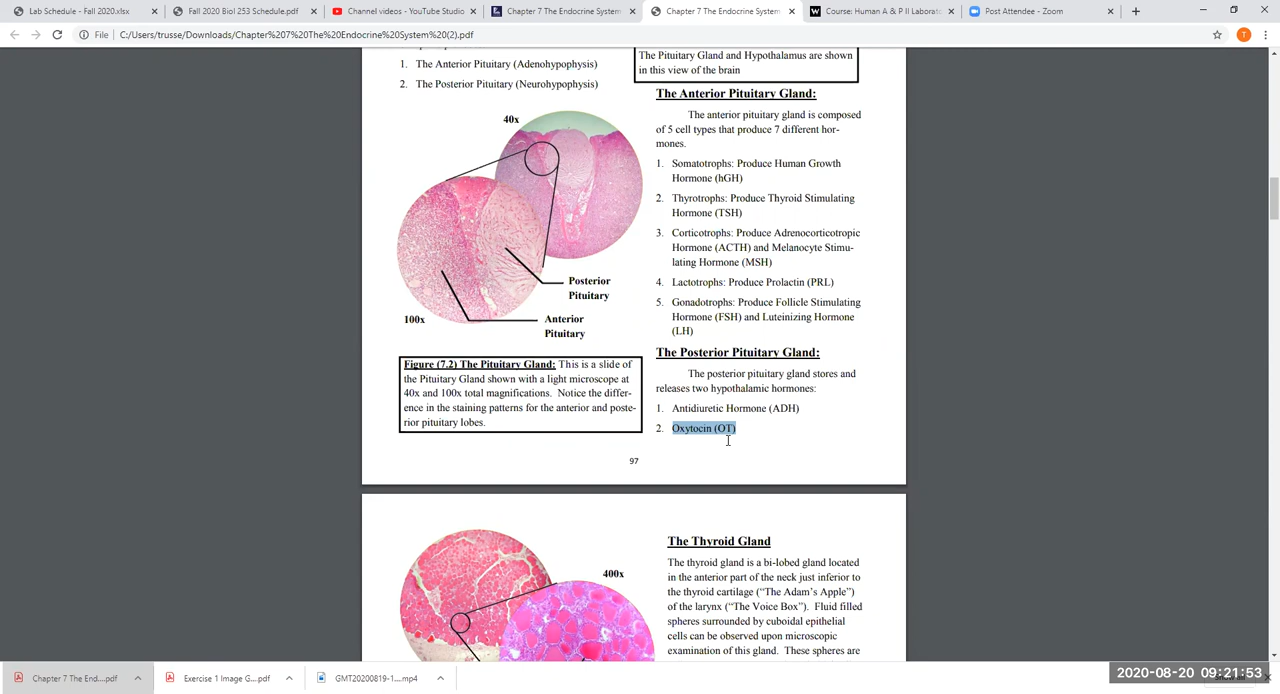 Lab Schedule - Fall 2020.xlsx
Fall 2020 Biol 253 Schedule.pdf
Channel videos - YouTube Studio
Chapter 7 The Endocrine System
Chapter 7 The Endocrine System
Course: Human A & P II Laborat
Post Attendee - Zoom
File
C:/Users/trusse/Downloads/Chapter%207%20The%20Endocrine%20System%20(2).pdf
T
1. The Anterior Pituitary (Adenohypophysis)
2. The Posterior Pituitary (Neurohypophysis)
40x
100x
Posterior
Pituitary
Anterior
Pituitary
Figure (7.2) The Pituitary Gland: This is a slide of
the Pituitary Gland shown with a light microscope at
40x and 100x total magnifications. Notice the differ-
ence in the staining patterns for the anterior and poste-
rior pituitary lobes.
The Pituitary Gland and Hypothalamus are shown
in this view of the brain
The Anterior Pituitary Gland:
The anterior pituitary gland is composed
of 5 cell types that produce 7 different hor-
mones.
1. Somatotrophs: Produce Human Growth
Hormone (hGH)
2. Thyrotrophs: Produce Thyroid Stimulating
Hormone (TSH)
3. Corticotrophs: Produce Adrenocorticotropic
Hormone (ACTH) and Melanocyte Stimu-
lating Hormone (MSH)
4. Lactotrophs: Produce Prolactin (PRL)
5. Gonadotrophs: Produce Follicle Stimulating
Hormone (FSH) and Luteinizing Hormone
(LH)
The Posterior Pituitary Gland:
The posterior pituitary gland stores and
releases two hypothalamic hormones:
1. Antidiuretic Hormone (ADH)
2. Oxytocin (OT)
97
400x
The Thyroid Gland
The thyroid gland is a bi-lobed gland located
in the anterior part of the neck just inferior to
the thyroid cartilage (“The Adam’s Apple”)
of the larynx (“The Voice Box”). Fluid filled
spheres surrounded by cuboidal epithelial
cells can be observed upon microscopic
examination of this gland. These spheres are
Chapter 7 The End....pdf
Exercise 1 Image G...pdf
GMT20200819-1....mp4
2020-08-20 09:21:53